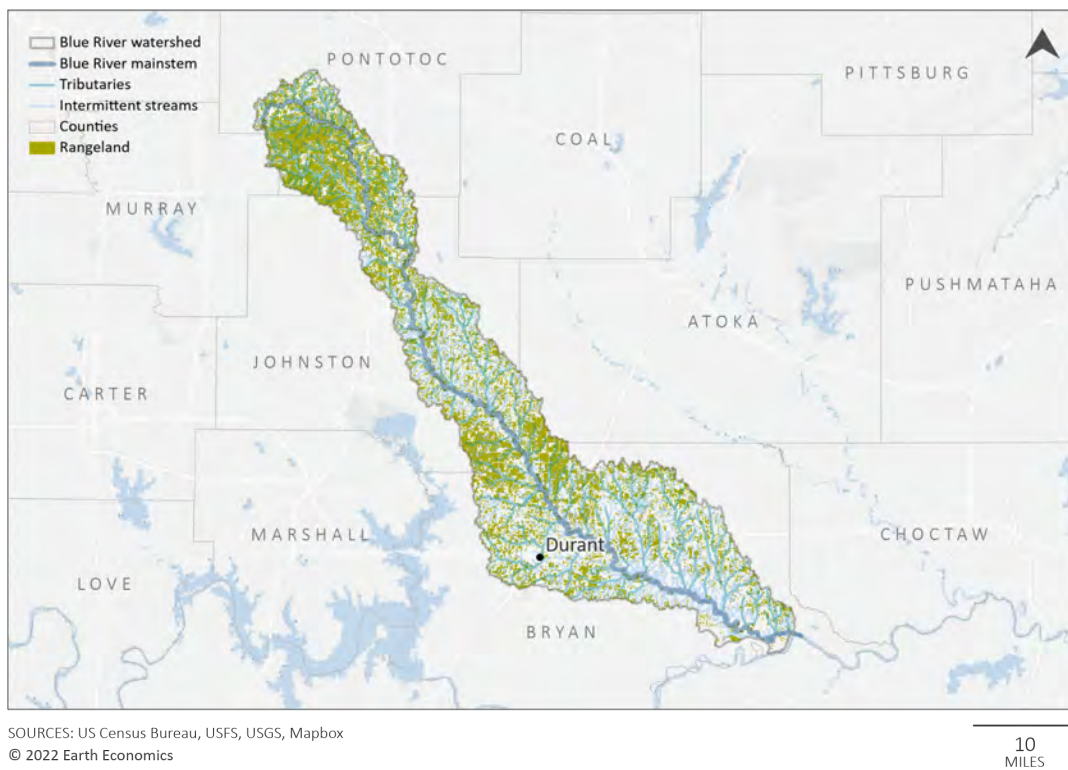 Blue River watershed
Blue River mainstem
Tributaries
Intermittent streams
Counties
Rangeland
PONTOTOC
PITTSBURG
COAL
MURRAY
PUSHMATAHA
ATOKA
JOHNSTON
CARTER
MARSHALL
CHOCTAW
Durant
LOVE
BRYAN
SOURCES: US Census Bureau, USFS, USGS, Mapbox
© 2022 Earth Economics
10
MILES